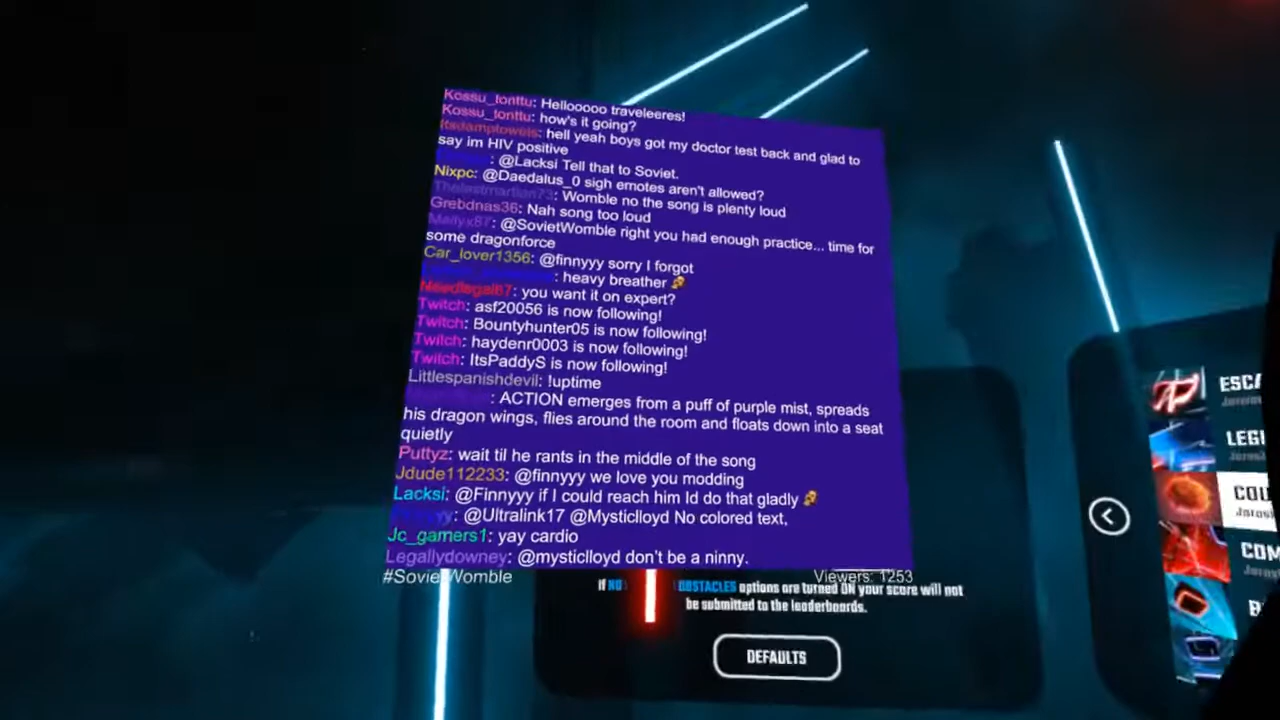 Kossu_tonttu: Hellooooo traveleeres!
Kossu_tonttu: how's it going?
Itsdamptowels: hell yeah boys got my doctor test back and glad to
say im HIV positive
: @Lacksi Tell that to Soviet.
Nixpc: @Daedalus_0 sigh emotes aren't allowed?
Thelastmartian73: Womble no the song is plenty loud
Grebdnas36: Nah song too loud
Mellyx87: @SovietWomble right you had enough practice... time for
some dragonforce
Car_lover1356: @finnyyy sorry I forgot
: heavy breather
Needlegal67: you want it on expert?
Twitch: asf20056 is now following!
Twitch: Bountyhunter05 is now following!
Twitch: haydenr0003 is now following!
Twitch: ItsPaddyS is now following!
Littlespanishdevil: !uptime
: ACTION emerges from a puff of purple mist, spreads
his dragon wings, flies around the room and floats down into a seat
quietly
Puttyz: wait til he rants in the middle of the song
Jdude112233: @finnyyy we love you modding
Lacksi: @Finnyyy if I could reach him Id do that gladly
: @Ultralink17 @Mysticlloyd No colored text,
Jc_gamers1: yay cardio
Legallydowney: @mysticlloyd don't be a ninny.
#SovietWomble
Viewers: 1253
If NO OBSTACLES options are turned ON your score will not
be submitted to the leaderboards.
DEFAULTS
ESCA
LEGE
COU
Jaros
COM
B